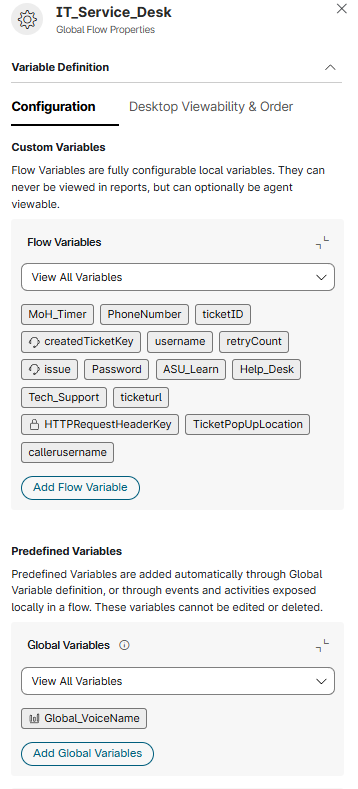 IT_Service_Desk
Global Flow Properties
Variable Definition
Configuration
Desktop Viewability & Order
Custom Variables
Flow Variables are fully configurable local variables. They can
never be viewed in reports, but can optionally be agent
viewable.
Flow Variables
View All Variables
MoH_Timer PhoneNumber ticketID
createdTicketKey username retryCount
issue Password ASU_Learn Help_Desk
Tech_Support ticketurl
HTTPRequestHeaderKey TicketPopUpLocation
callerusername
Add Flow Variable
Predefined Variables
Predefined Variables are added automatically through Global
Variable definition, or through events and activities exposed
locally in a flow. These variables cannot be edited or deleted.
Global Variables
View All Variables
Global_VoiceName
Add Global Variables